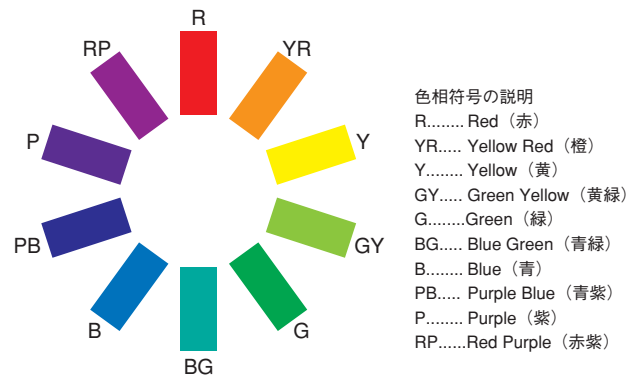 R
YR
Y
GY
G
BG
B
PB
P
RP
色相符号の説明
R........ Red（赤）
YR..... Yellow Red（橙）
Y........ Yellow（黄）
GY..... Green Yellow（黄緑）
G........Green（緑）
BG..... Blue Green（青緑）
B........ Blue（青）
PB..... Purple Blue（青紫）
P........ Purple（紫）
RP......Red Purple（赤紫）